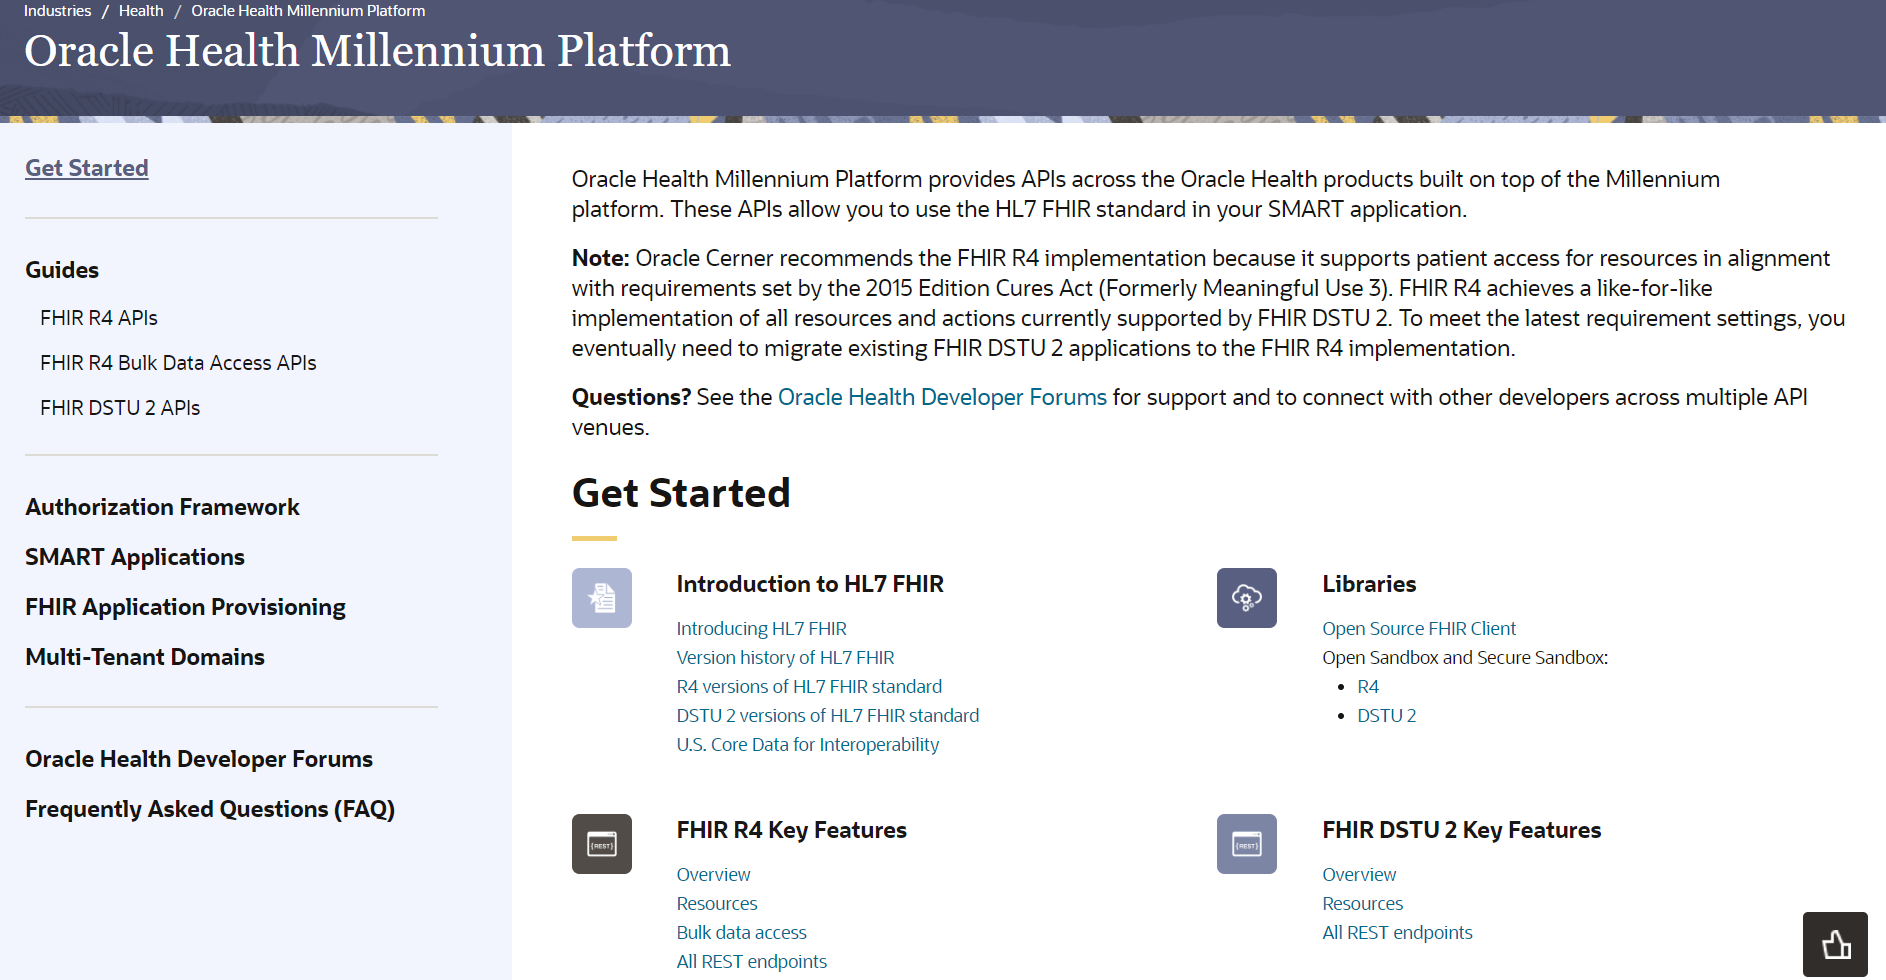 Industries / Health / Oracle Health Millennium Platform
Oracle Health Millennium Platform
Get Started
Guides
FHIR R4 APIs
FHIR R4 Bulk Data Access APIs
FHIR DSTU 2 APIs
Authorization Framework
SMART Applications
FHIR Application Provisioning
Multi-Tenant Domains
Oracle Health Developer Forums
Frequently Asked Questions (FAQ)
Oracle Health Millennium Platform provides APIs across the Oracle Health products built on top of the Millennium
platform. These APIs allow you to use the HL7 FHIR standard in your SMART application.
Note: Oracle Cerner recommends the FHIR R4 implementation because it supports patient access for resources in alignment
with requirements set by the 2015 Edition Cures Act (Formerly Meaningful Use 3). FHIR R4 achieves a like-for-like
implementation of all resources and actions currently supported by FHIR DSTU 2. To meet the latest requirement settings, you
eventually need to migrate existing FHIR DSTU 2 applications to the FHIR R4 implementation.
Questions? See the Oracle Health Developer Forums for support and to connect with other developers across multiple API
venues.
Get Started
Introduction to HL7 FHIR
Introducing HL7 FHIR
Version history of HL7 FHIR
R4 versions of HL7 FHIR standard
DSTU 2 versions of HL7 FHIR standard
U.S. Core Data for Interoperability
Libraries
Open Source FHIR Client
Open Sandbox and Secure Sandbox:
• R4
• DSTU 2
{REST}
FHIR R4 Key Features
Overview
Resources
Bulk data access
All REST endpoints
{REST}
FHIR DSTU 2 Key Features
Overview
Resources
All REST endpoints